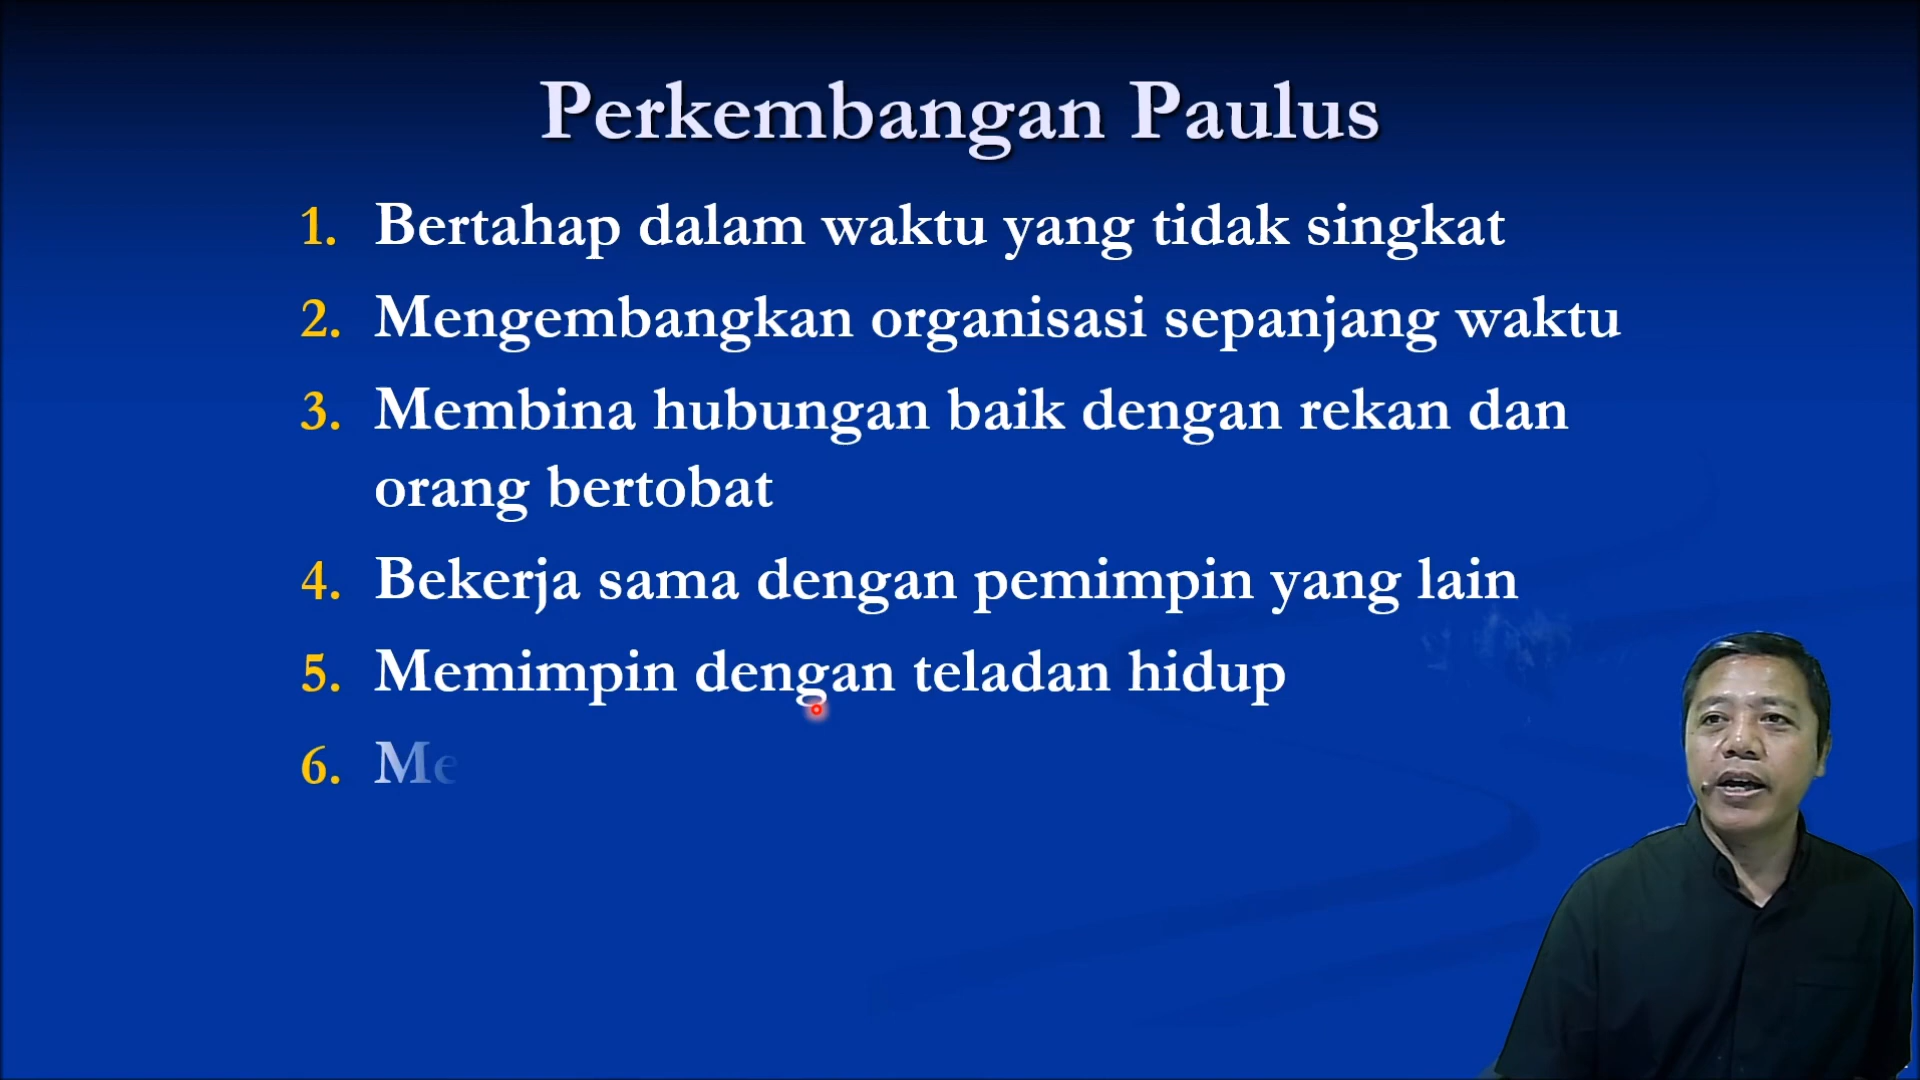 Perkembangan Paulus
1. Bertahap dalam waktu yang tidak singkat
2. Mengembangkan organisasi sepanjang waktu
3. Membina hubungan baik dengan rekan dan
orang bertobat
4. Bekerja sama dengan pemimpin yang lain
5. Memimpin dengan teladan hidup
6. Me